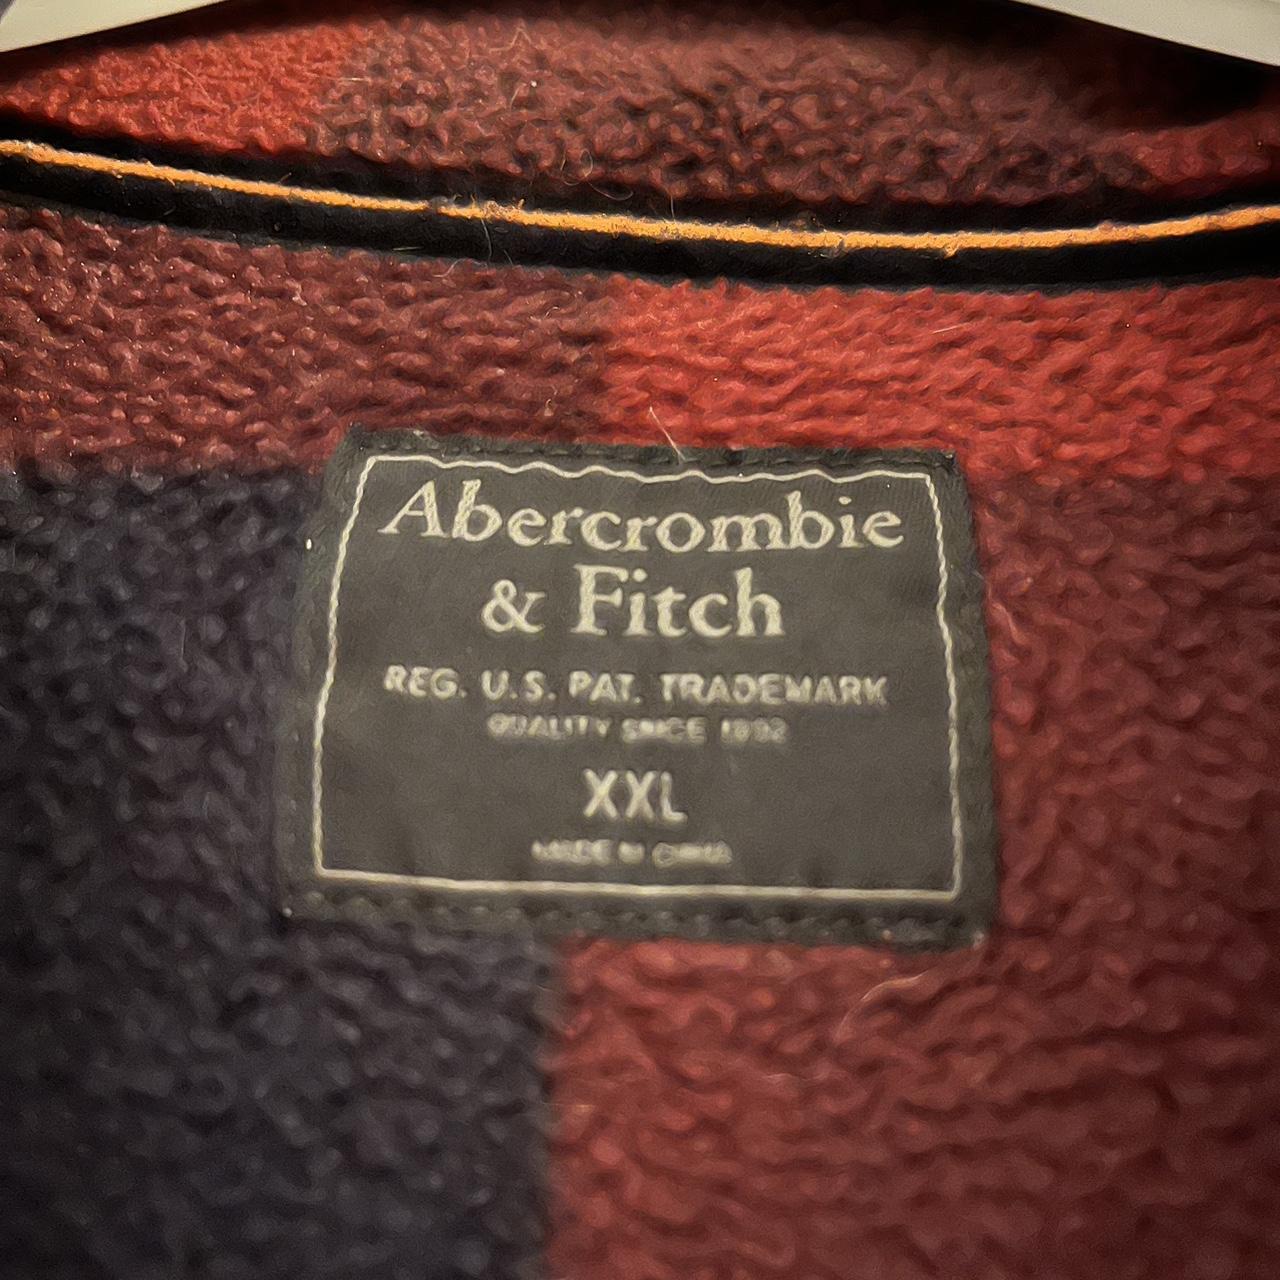 Abercrombie
& Fitch
REG. U.S. PAT. TRADEMARK
QUALITY SINCE 1892
XXL
MADE IN CHINA